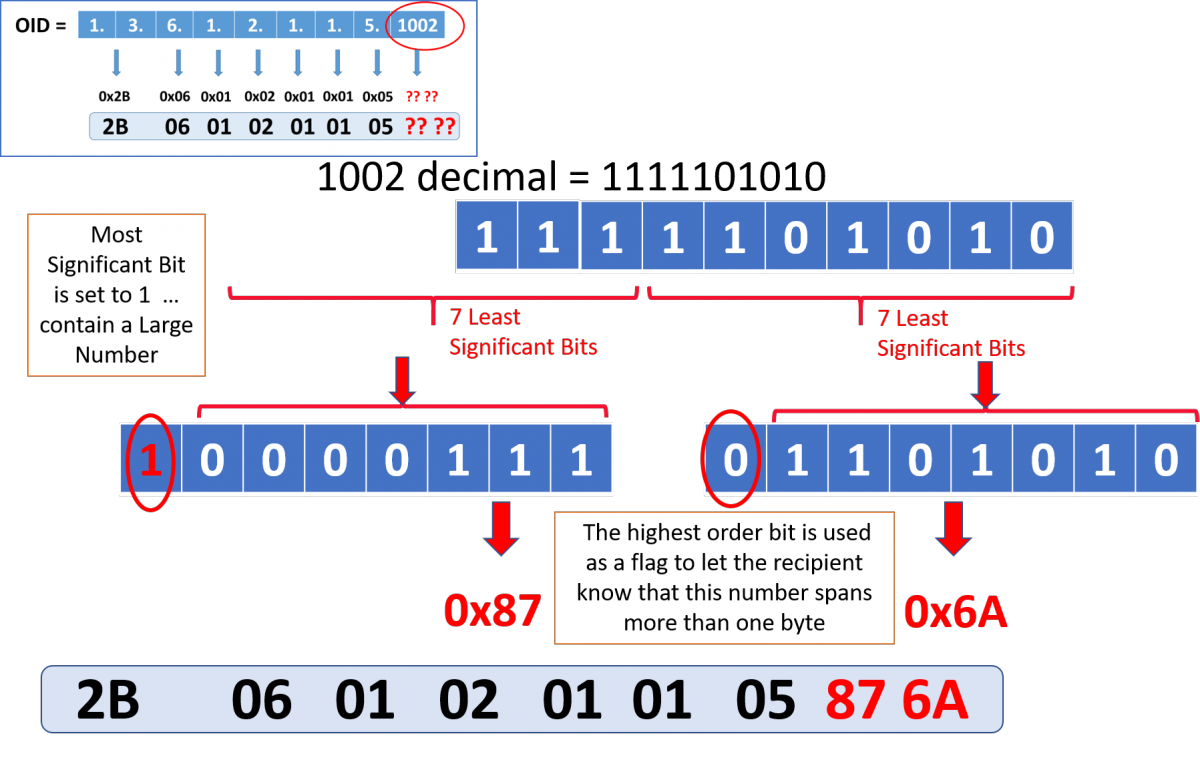 OID = 1. 3. 6. 1. 2. 1. 1. 5. 1002
0x2B 0x06 0x01 0x02 0x01 0x01 0x05 ?? ??
2B 06 01 02 01 01 05 ?? ??
1002 decimal = 1111101010
1 1 1 1 1 0 1 0 1 0
Most
Significant Bit
is set to 1 ...
contain a Large
Number
7 Least
Significant Bits
7 Least
Significant Bits
1 0 0 0 0 1 1 1
0 1 1 0 1 0 1 0
The highest order bit is used
as a flag to let the recipient
know that this number spans
more than one byte
0x87
0x6A
2B 06 01 02 01 01 05 87 6A